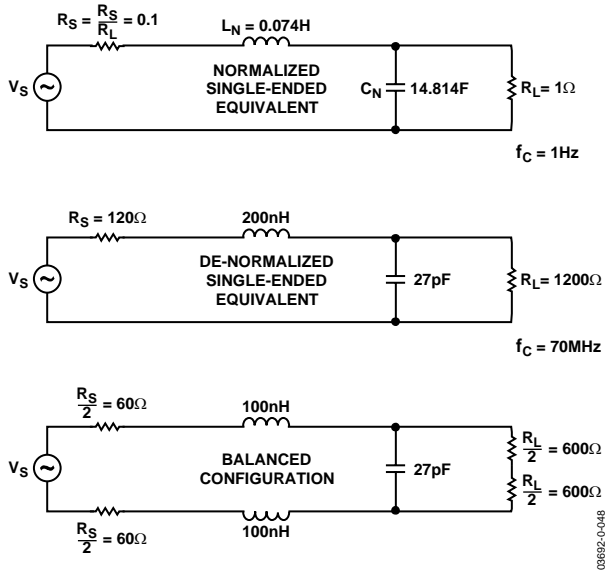 R_S = R_S/R_L = 0.1
L_N = 0.074H
V_S
NORMALIZED
SINGLE-ENDED
EQUIVALENT
C_N
14.814F
R_L= 1Ω
f_C = 1Hz
R_S = 120Ω
200nH
V_S
DE-NORMALIZED
SINGLE-ENDED
EQUIVALENT
27pF
R_L= 1200Ω
f_C = 70MHz
R_S/2 = 60Ω
100nH
V_S
BALANCED
CONFIGURATION
27pF
R_L/2 = 600Ω
R_L/2 = 600Ω
R_S/2 = 60Ω
100nH
03692-0-048